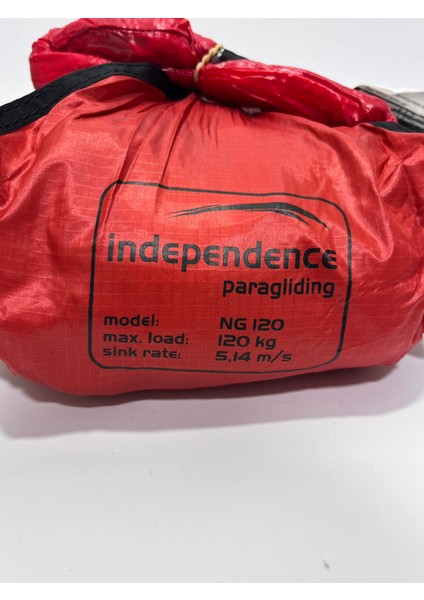 independence
paragliding
model: NG 120
max. load: 120 kg
sink rate: 5,14 m/s